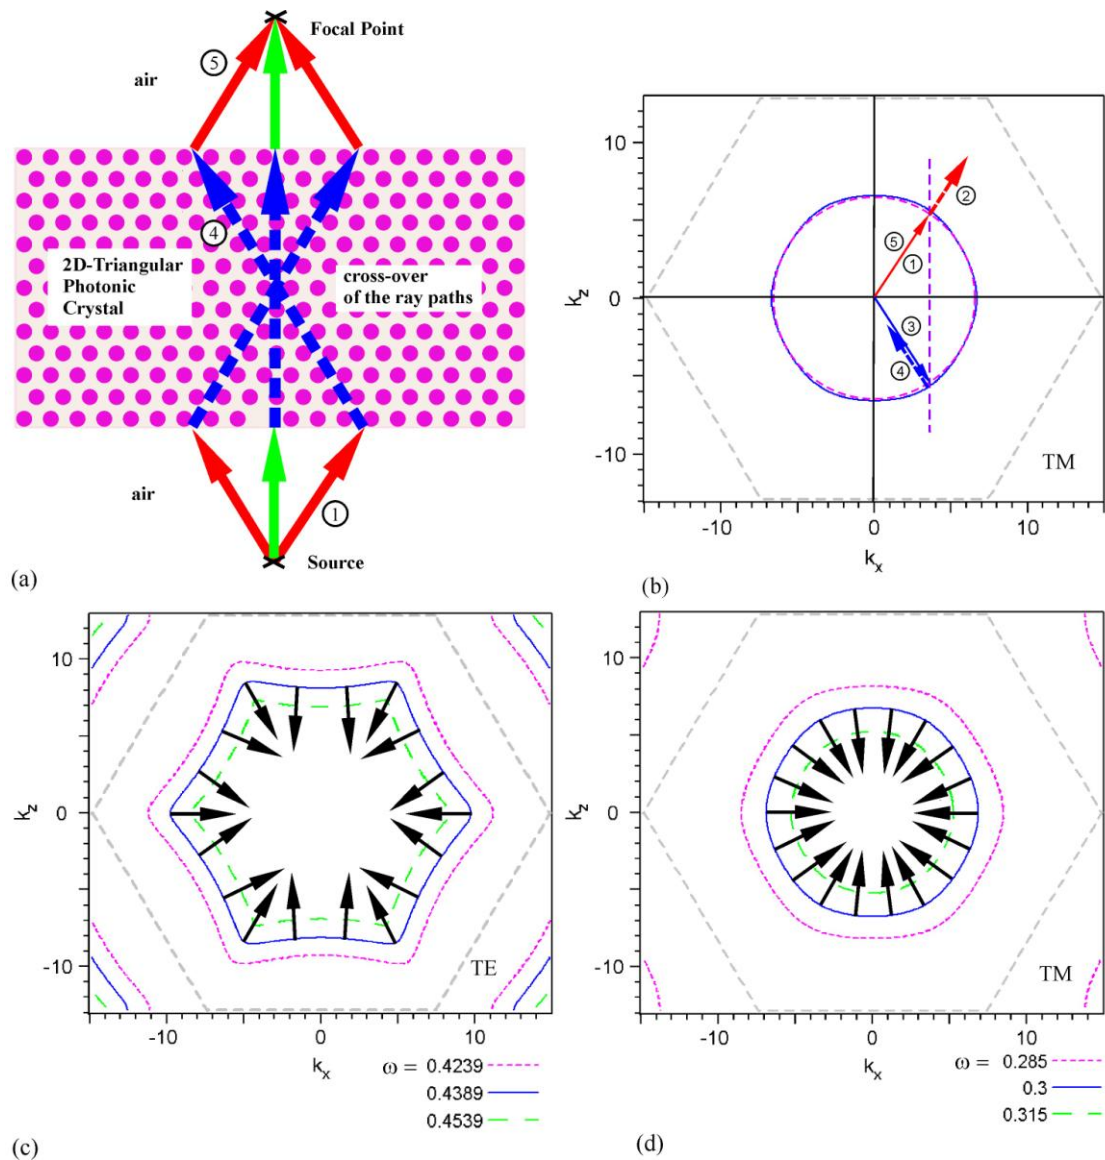 Focal Point
⑤
air
④
2D-Triangular
Photonic
Crystal
cross-over
of the ray paths
air
①
Source
(a)
10
0
-10
k_z
②
⑤
①
③
④
TM
-10 0 10
k_x
(b)
10
0
-10
k_z
TE
-10 0 10
k_x
ω = 0.4239
0.4389
0.4539
(c)
10
0
-10
k_z
TM
-10 0 10
k_x
ω = 0.285
0.3
0.315
(d)